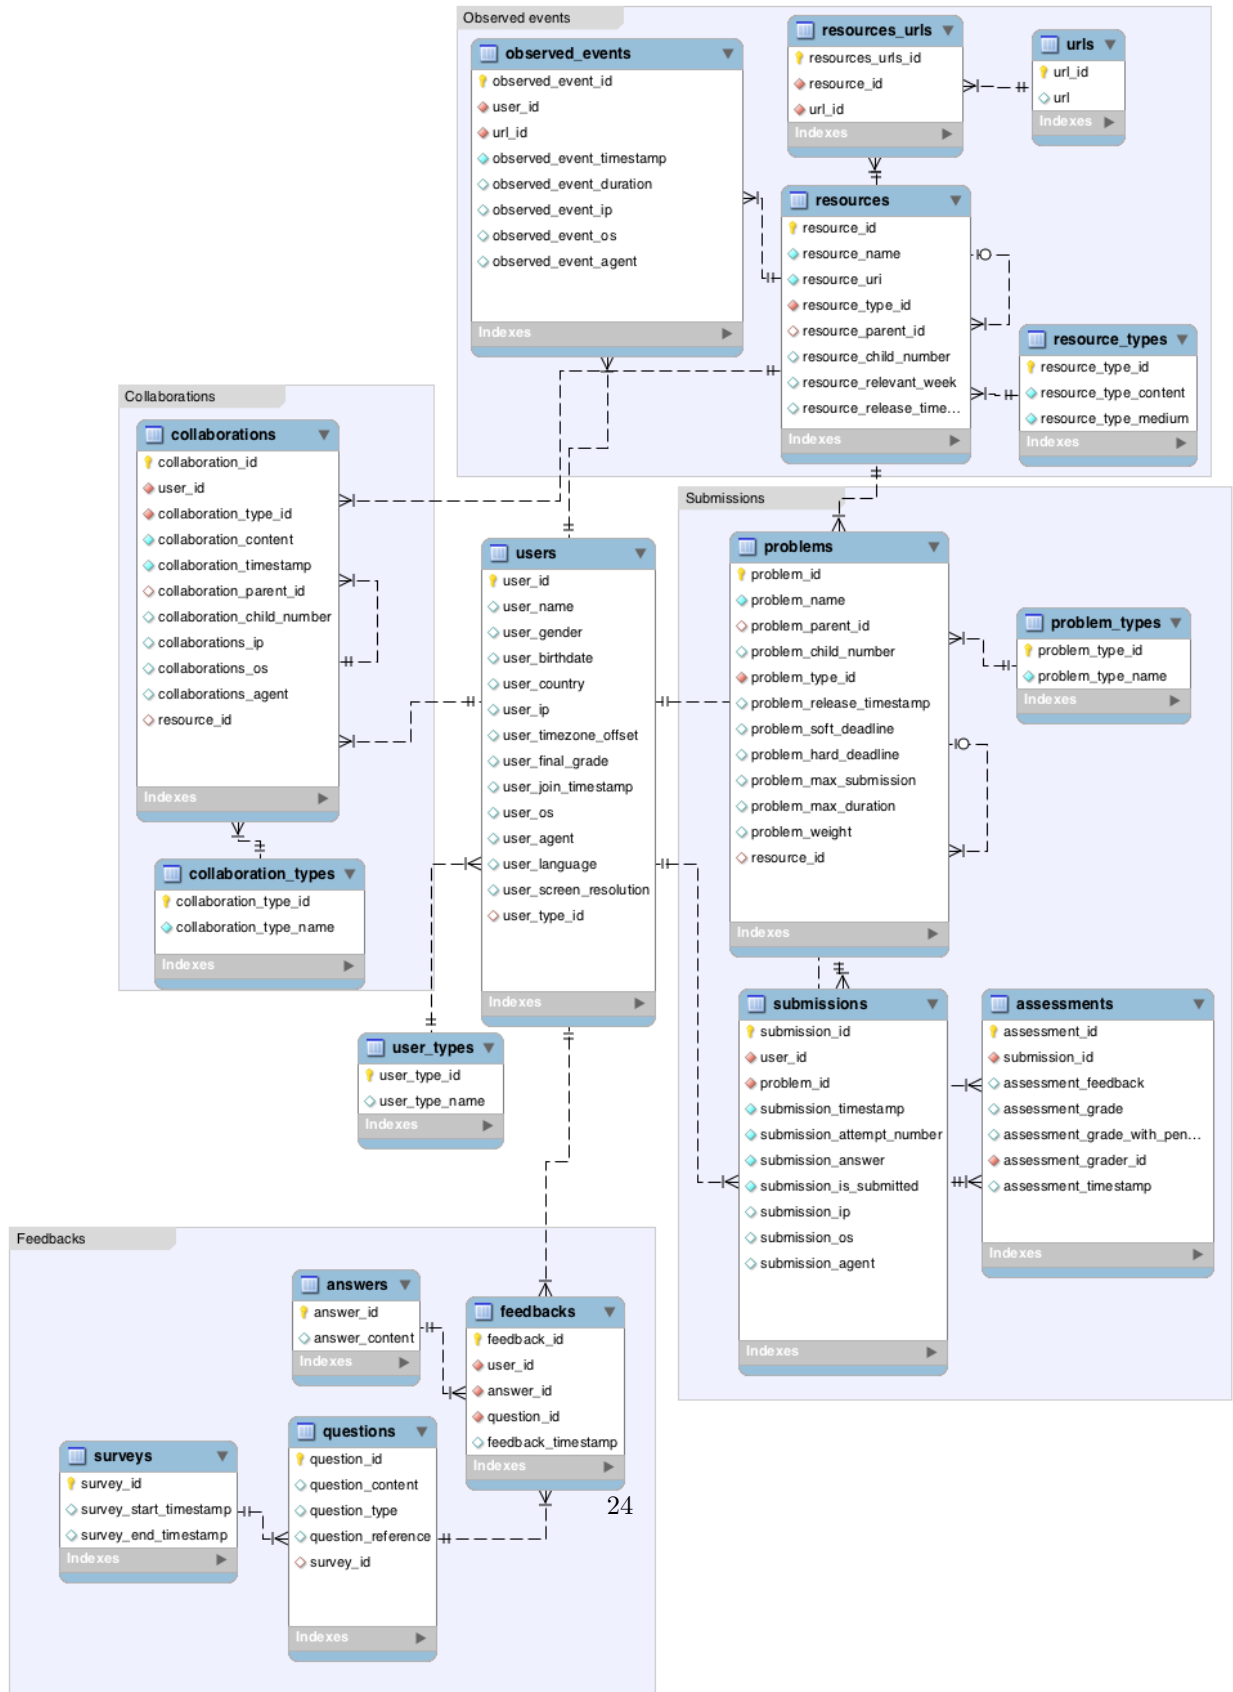 Observed events
observed_events
observed_event_id
user_id
url_id
observed_event_timestamp
observed_event_duration
observed_event_ip
observed_event_os
observed_event_agent
Indexes
resources_urls
resources_urls_id
resource_id
url_id
Indexes
urls
url_id
url
Indexes
resources
resource_id
resource_name
resource_uri
resource_type_id
resource_parent_id
resource_child_number
resource_relevant_week
resource_release_time...
Indexes
resource_types
resource_type_id
resource_type_content
resource_type_medium
Indexes
Collaborations
collaborations
collaboration_id
user_id
collaboration_type_id
collaboration_content
collaboration_timestamp
collaboration_parent_id
collaboration_child_number
collaborations_ip
collaborations_os
collaborations_agent
resource_id
Indexes
collaboration_types
collaboration_type_id
collaboration_type_name
Indexes
users
user_id
user_name
user_gender
user_birthdate
user_country
user_ip
user_timezone_offset
user_final_grade
user_join_timestamp
user_os
user_agent
user_language
user_screen_resolution
user_type_id
Indexes
user_types
user_type_id
user_type_name
Indexes
Submissions
problems
problem_id
problem_name
problem_parent_id
problem_child_number
problem_type_id
problem_release_timestamp
problem_soft_deadline
problem_hard_deadline
problem_max_submission
problem_max_duration
problem_weight
resource_id
Indexes
problem_types
problem_type_id
problem_type_name
Indexes
submissions
submission_id
user_id
problem_id
submission_timestamp
submission_attempt_number
submission_answer
submission_is_submitted
submission_ip
submission_os
submission_agent
Indexes
assessments
assessment_id
submission_id
assessment_feedback
assessment_grade
assessment_grade_with_pen...
assessment_grader_id
assessment_timestamp
Indexes
Feedbacks
answers
answer_id
answer_content
Indexes
feedbacks
feedback_id
user_id
answer_id
question_id
feedback_timestamp
Indexes
questions
question_id
question_content
question_type
question_reference
survey_id
Indexes
surveys
survey_id
survey_start_timestamp
survey_end_timestamp
Indexes
24